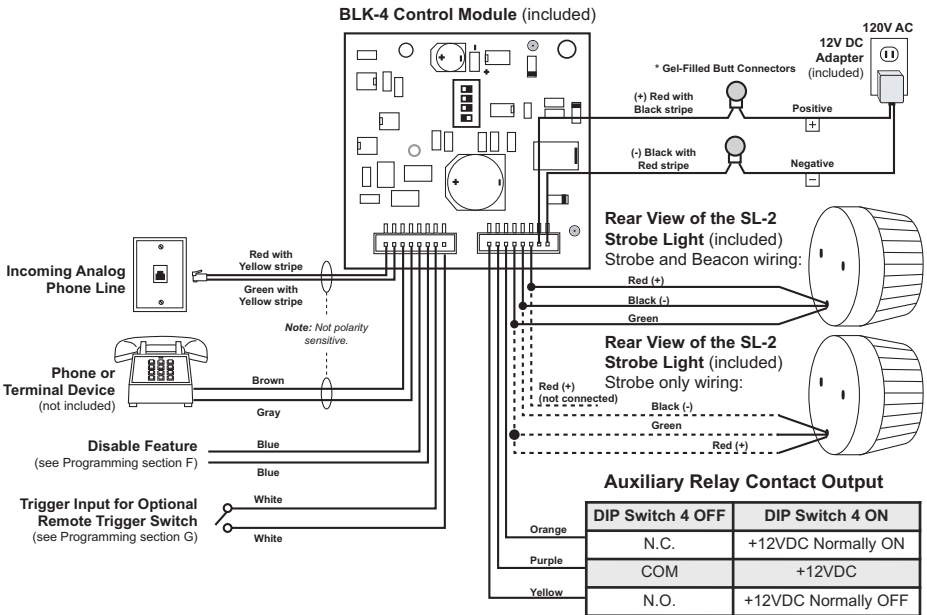 BLK-4 Control Module (included)
120V AC
12V DC
Adapter
(included)
* Gel-Filled Butt Connectors
(+) Red with
Black stripe
Positive
+
(-) Black with
Red stripe
Negative
−
Incoming Analog
Phone Line
Red with
Yellow stripe
Green with
Yellow stripe
Note: Not polarity
sensitive.
Phone or
Terminal Device
(not included)
Brown
Gray
Disable Feature
(see Programming section F)
Blue
Blue
Trigger Input for Optional
Remote Trigger Switch
(see Programming section G)
White
White
Rear View of the SL-2
Strobe Light (included)
Strobe and Beacon wiring:
Red (+)
Black (-)
Green
Rear View of the SL-2
Strobe Light (included)
Strobe only wiring:
Red (+)
(not connected)
Black (-)
Green
Red (+)
Auxiliary Relay Contact Output
DIP Switch 4 OFF DIP Switch 4 ON
Orange N.C. +12VDC Normally ON
Purple COM +12VDC
Yellow N.O. +12VDC Normally OFF